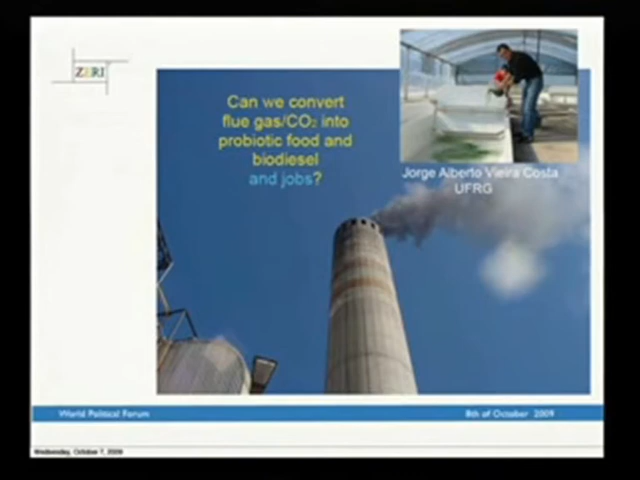 ZERI
Can we convert
flue gas/CO₂ into
probiotic food and
biodiesel
and jobs?
Jorge Alberto Vieira Costa
UFRG
World Political Forum
8th of October 2009
Wednesday, October 7, 2009